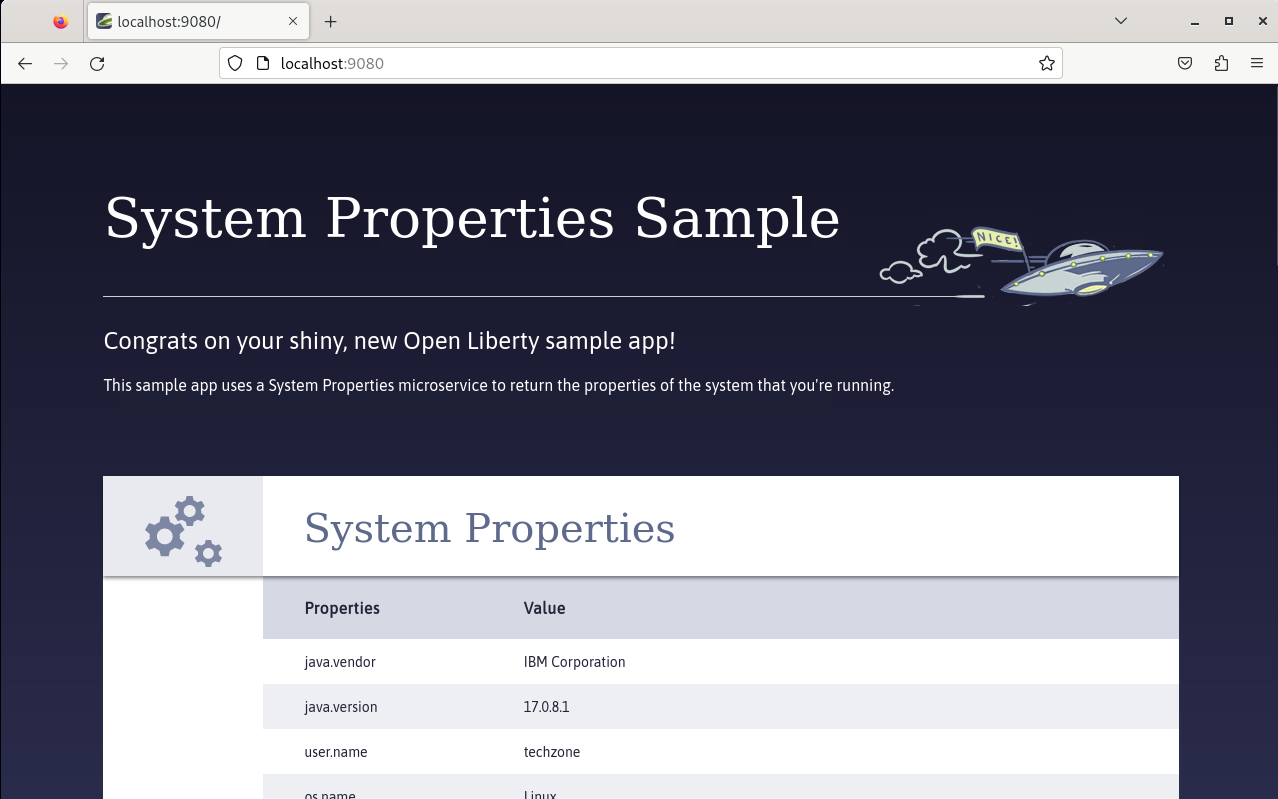 localhost:9080/
localhost:9080
System Properties Sample
NICE!
Congrats on your shiny, new Open Liberty sample app!
This sample app uses a System Properties microservice to return the properties of the system that you're running.
System Properties
Properties Value
java.vendor IBM Corporation
java.version 17.0.8.1
user.name techzone
os.name Linux